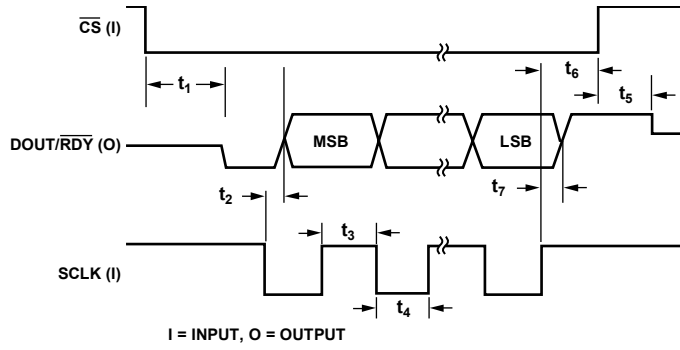 CS (I)
t1
t6
t5
DOUT/RDY (O)
MSB
LSB
t2
t7
t3
SCLK (I)
t4
I = INPUT, O = OUTPUT